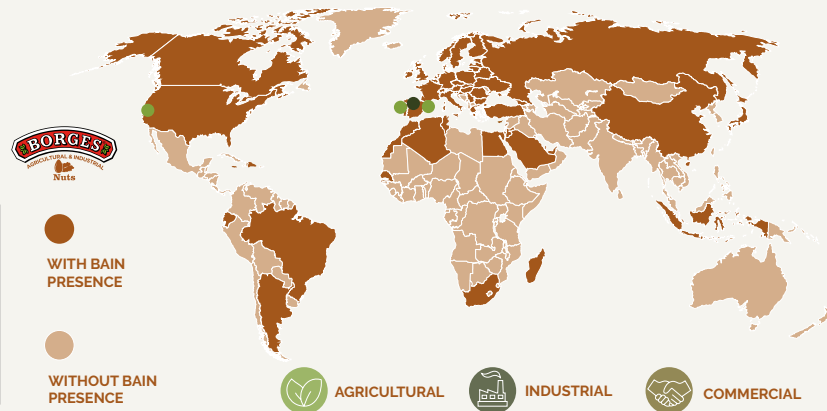 BORGES
AGRICULTURAL & INDUSTRIAL
Nuts
WITH BAIN
PRESENCE
WITHOUT BAIN
PRESENCE
AGRICULTURAL
INDUSTRIAL
COMMERCIAL